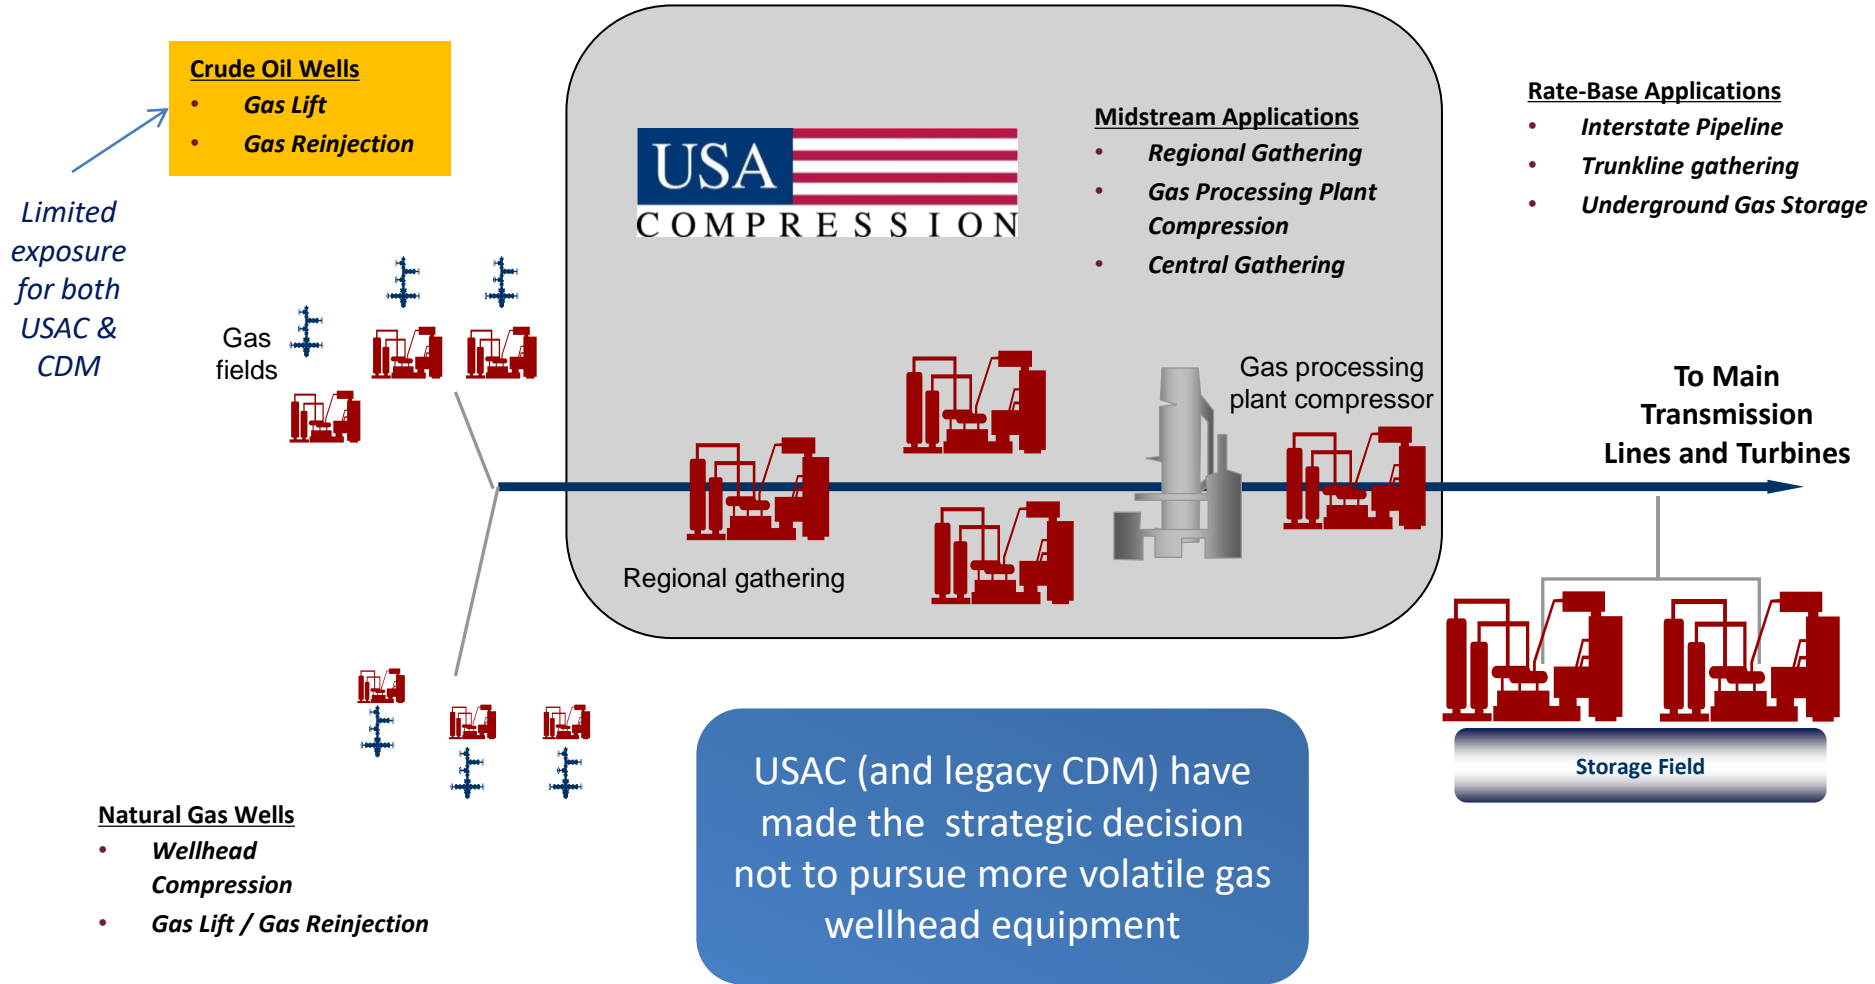 Crude Oil Wells
• Gas Lift
• Gas Reinjection
Limited
exposure
for both
USAC &
CDM
Gas
fields
USA
COMPRESSION
Midstream Applications
• Regional Gathering
• Gas Processing Plant
Compression
• Central Gathering
Rate-Base Applications
• Interstate Pipeline
• Trunkline gathering
• Underground Gas Storage
Gas processing
plant compressor
To Main
Transmission
Lines and Turbines
Regional gathering
Storage Field
Natural Gas Wells
• Wellhead
Compression
• Gas Lift / Gas Reinjection
USAC (and legacy CDM) have
made the  strategic decision
not to pursue more volatile gas
wellhead equipment